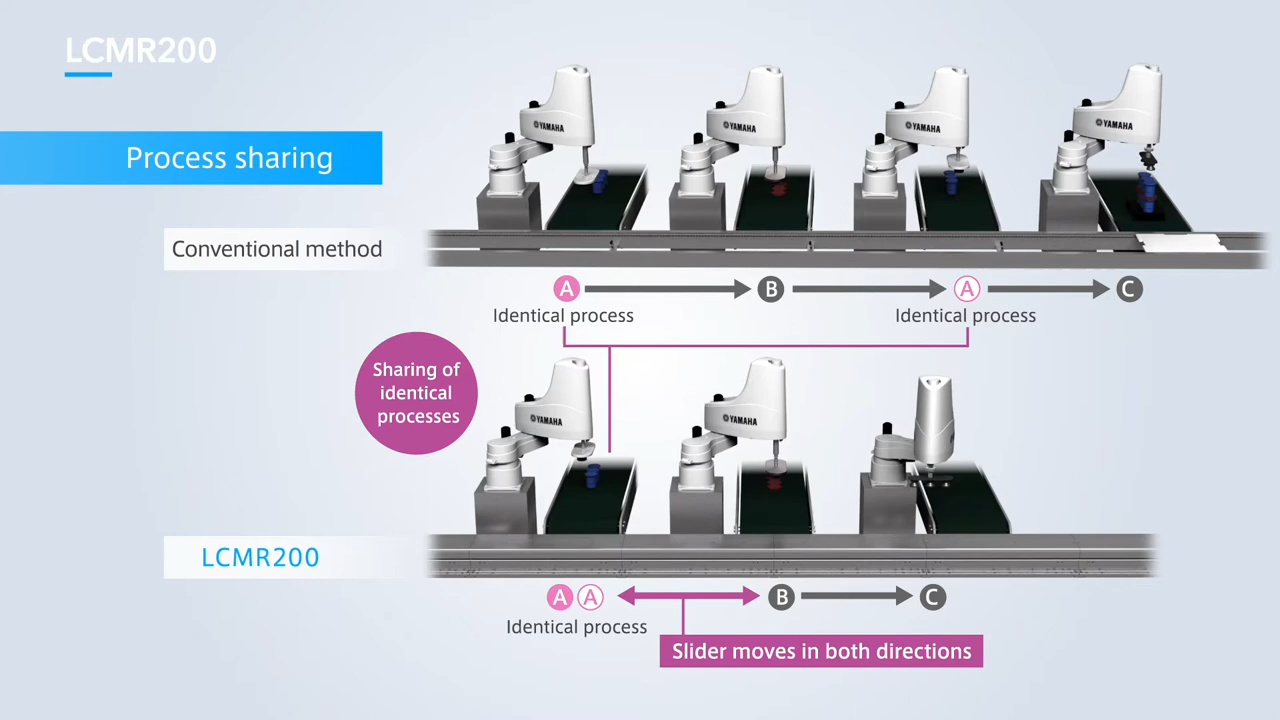 LCMR200
Process sharing
YAMAHA YAMAHA YAMAHA YAMAHA
Conventional method
A B A C
Identical process Identical process
Sharing of
identical
processes
YAMAHA YAMAHA
LCMR200
A A B C
Identical process
Slider moves in both directions